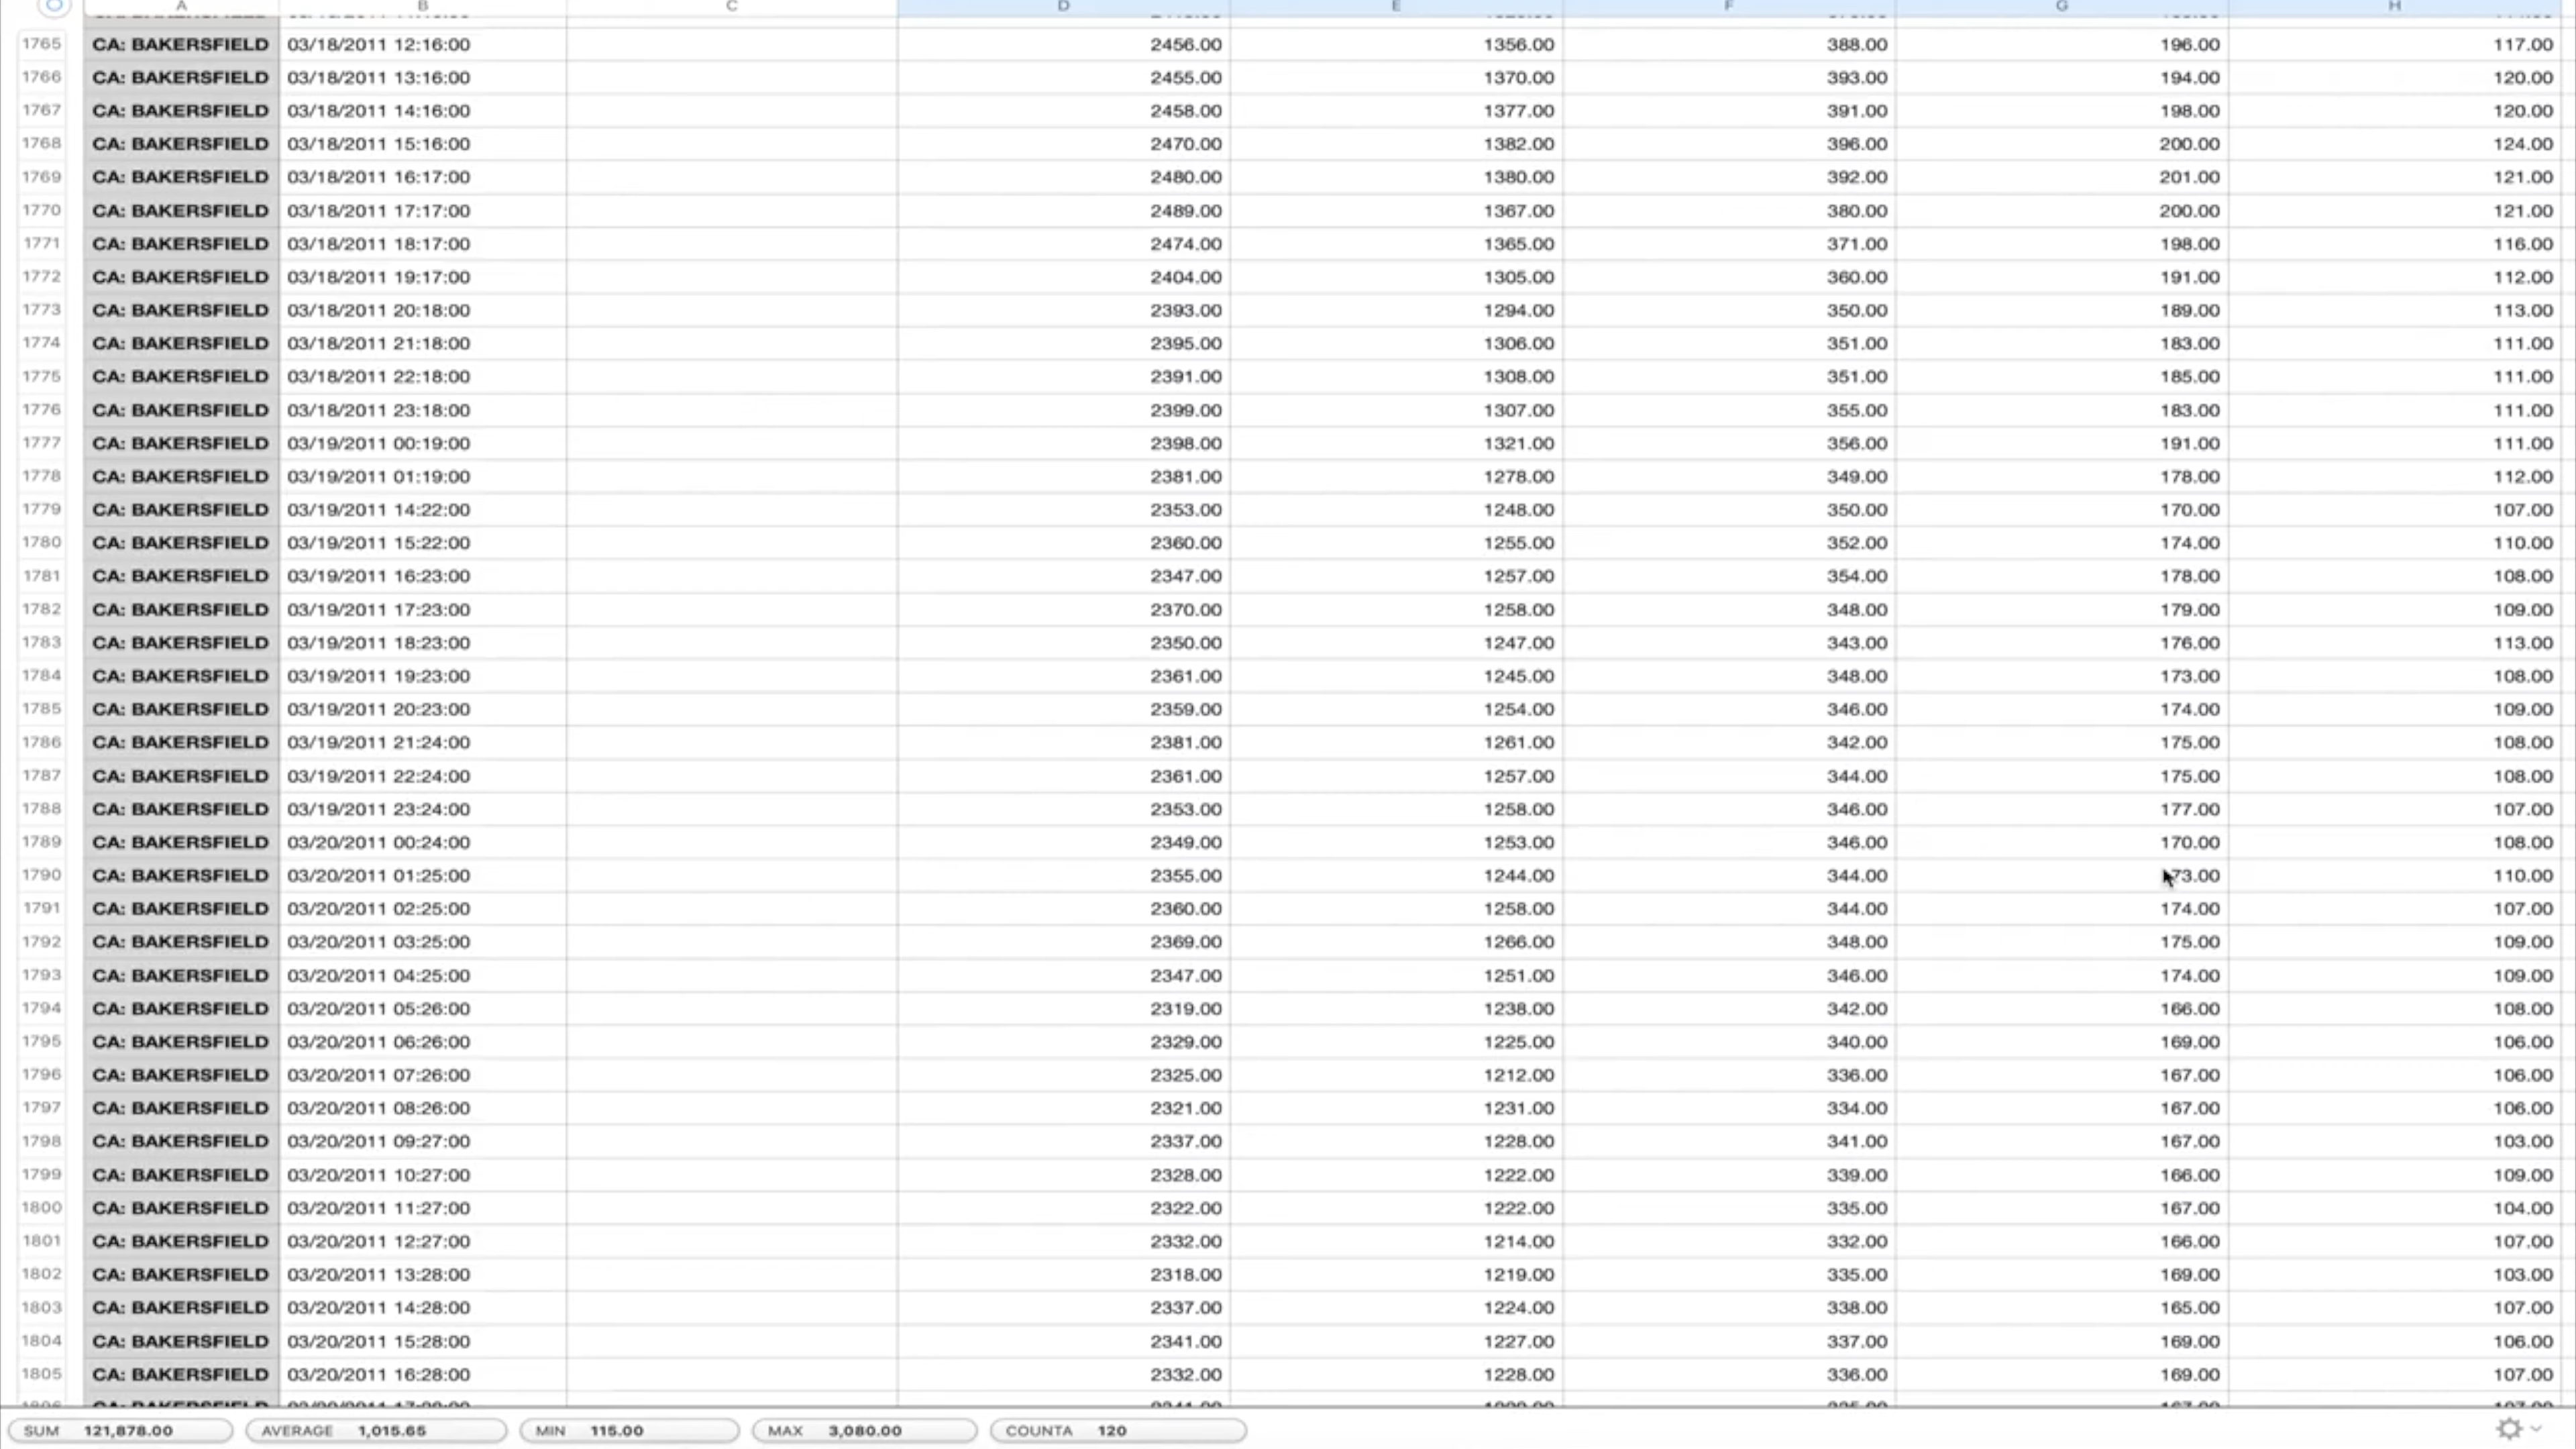 A B C D E F G H
1765 CA: BAKERSFIELD 03/18/2011 12:16:00 2456.00 1356.00 388.00 196.00 117.00
1766 CA: BAKERSFIELD 03/18/2011 13:16:00 2455.00 1370.00 393.00 194.00 120.00
1767 CA: BAKERSFIELD 03/18/2011 14:16:00 2458.00 1377.00 391.00 198.00 120.00
1768 CA: BAKERSFIELD 03/18/2011 15:16:00 2470.00 1382.00 396.00 200.00 124.00
1769 CA: BAKERSFIELD 03/18/2011 16:17:00 2480.00 1380.00 392.00 201.00 121.00
1770 CA: BAKERSFIELD 03/18/2011 17:17:00 2489.00 1367.00 380.00 200.00 121.00
1771 CA: BAKERSFIELD 03/18/2011 18:17:00 2474.00 1365.00 371.00 198.00 116.00
1772 CA: BAKERSFIELD 03/18/2011 19:17:00 2404.00 1305.00 360.00 191.00 112.00
1773 CA: BAKERSFIELD 03/18/2011 20:18:00 2393.00 1294.00 350.00 189.00 113.00
1774 CA: BAKERSFIELD 03/18/2011 21:18:00 2395.00 1306.00 351.00 183.00 111.00
1775 CA: BAKERSFIELD 03/18/2011 22:18:00 2391.00 1308.00 351.00 185.00 111.00
1776 CA: BAKERSFIELD 03/18/2011 23:18:00 2399.00 1307.00 355.00 183.00 111.00
1777 CA: BAKERSFIELD 03/19/2011 00:19:00 2398.00 1321.00 356.00 191.00 111.00
1778 CA: BAKERSFIELD 03/19/2011 01:19:00 2381.00 1278.00 349.00 178.00 112.00
1779 CA: BAKERSFIELD 03/19/2011 14:22:00 2353.00 1248.00 350.00 170.00 107.00
1780 CA: BAKERSFIELD 03/19/2011 15:22:00 2360.00 1255.00 352.00 174.00 110.00
1781 CA: BAKERSFIELD 03/19/2011 16:23:00 2347.00 1257.00 354.00 178.00 108.00
1782 CA: BAKERSFIELD 03/19/2011 17:23:00 2370.00 1258.00 348.00 179.00 109.00
1783 CA: BAKERSFIELD 03/19/2011 18:23:00 2350.00 1247.00 343.00 176.00 113.00
1784 CA: BAKERSFIELD 03/19/2011 19:23:00 2361.00 1245.00 348.00 173.00 108.00
1785 CA: BAKERSFIELD 03/19/2011 20:23:00 2359.00 1254.00 346.00 174.00 109.00
1786 CA: BAKERSFIELD 03/19/2011 21:24:00 2381.00 1261.00 342.00 175.00 108.00
1787 CA: BAKERSFIELD 03/19/2011 22:24:00 2361.00 1257.00 344.00 175.00 108.00
1788 CA: BAKERSFIELD 03/19/2011 23:24:00 2353.00 1258.00 346.00 177.00 107.00
1789 CA: BAKERSFIELD 03/20/2011 00:24:00 2349.00 1253.00 346.00 170.00 108.00
1790 CA: BAKERSFIELD 03/20/2011 01:25:00 2355.00 1244.00 344.00 73.00 110.00
1791 CA: BAKERSFIELD 03/20/2011 02:25:00 2360.00 1258.00 344.00 174.00 107.00
1792 CA: BAKERSFIELD 03/20/2011 03:25:00 2369.00 1266.00 348.00 175.00 109.00
1793 CA: BAKERSFIELD 03/20/2011 04:25:00 2347.00 1251.00 346.00 174.00 109.00
1794 CA: BAKERSFIELD 03/20/2011 05:26:00 2319.00 1238.00 342.00 166.00 108.00
1795 CA: BAKERSFIELD 03/20/2011 06:26:00 2329.00 1225.00 340.00 169.00 106.00
1796 CA: BAKERSFIELD 03/20/2011 07:26:00 2325.00 1212.00 336.00 167.00 106.00
1797 CA: BAKERSFIELD 03/20/2011 08:26:00 2321.00 1231.00 334.00 167.00 106.00
1798 CA: BAKERSFIELD 03/20/2011 09:27:00 2337.00 1228.00 341.00 167.00 103.00
1799 CA: BAKERSFIELD 03/20/2011 10:27:00 2328.00 1222.00 339.00 166.00 109.00
1800 CA: BAKERSFIELD 03/20/2011 11:27:00 2322.00 1222.00 335.00 167.00 104.00
1801 CA: BAKERSFIELD 03/20/2011 12:27:00 2332.00 1214.00 332.00 166.00 107.00
1802 CA: BAKERSFIELD 03/20/2011 13:28:00 2318.00 1219.00 335.00 169.00 103.00
1803 CA: BAKERSFIELD 03/20/2011 14:28:00 2337.00 1224.00 338.00 165.00 107.00
1804 CA: BAKERSFIELD 03/20/2011 15:28:00 2341.00 1227.00 337.00 169.00 106.00
1805 CA: BAKERSFIELD 03/20/2011 16:28:00 2332.00 1228.00 336.00 169.00 107.00
SUM 121,878.00 AVERAGE 1,015.65 MIN 115.00 MAX 3,080.00 COUNTA 120